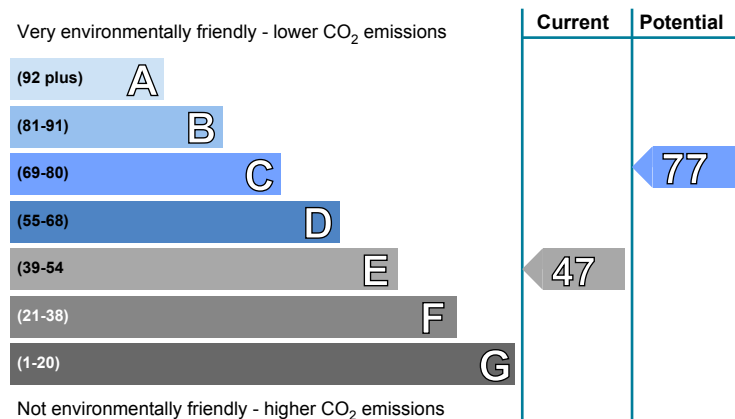 Very environmentally friendly - lower CO2 emissions
Current
Potential
(92 plus) A
(81-91) B
(69-80) C
77
(55-68) D
(39-54 E
47
(21-38) F
(1-20) G
Not environmentally friendly - higher CO2 emissions